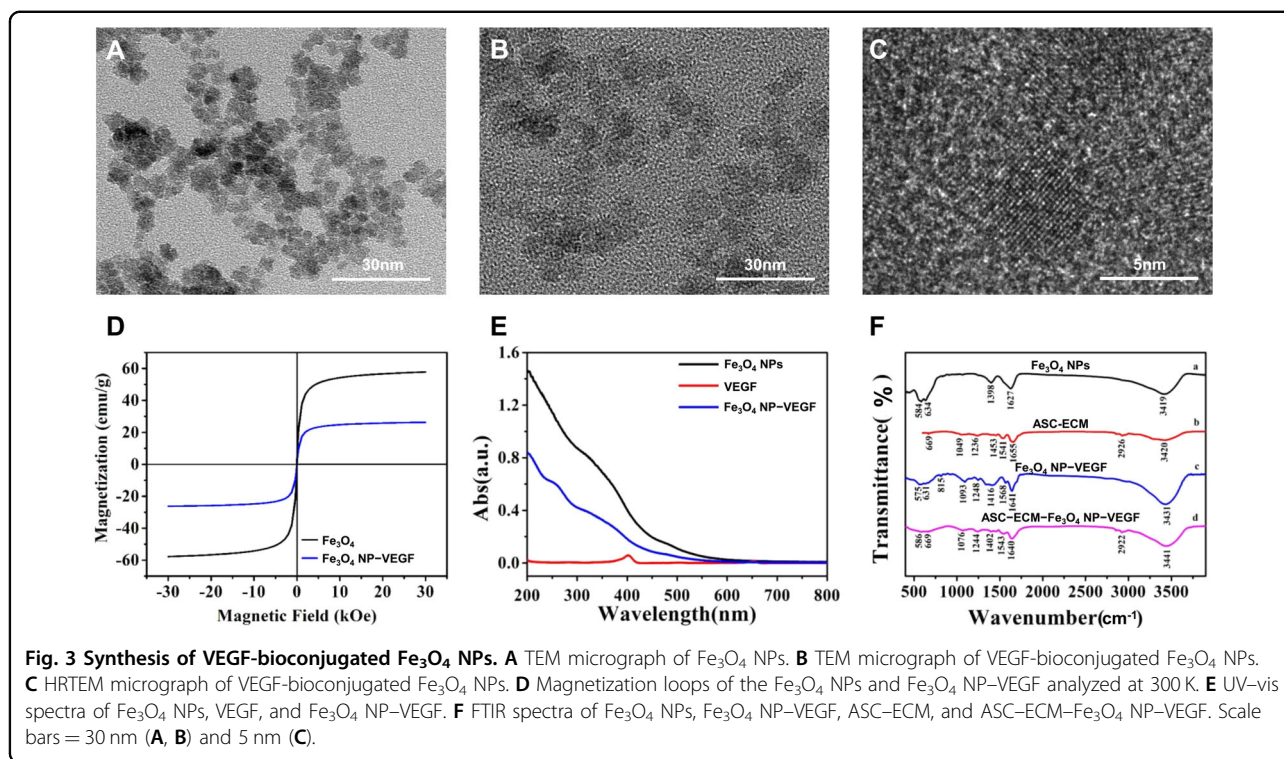 A
30nm
B
30nm
C
5nm
D
Magnetization (emu/g)
60
40
20
0
-20
-40
-60
Fe₃O₄
Fe₃O₄ NP–VEGF
-30 -20 -10 0 10 20 30
Magnetic Field (kOe)
E
Abs(a.u.)
1.6
1.2
0.8
0.4
0.0
Fe₃O₄ NPs
VEGF
Fe₃O₄ NP–VEGF
200 300 400 500 600 700 800
Wavelength(nm)
F
Transmittance( % )
Fe₃O₄ NPs
a
584 634 1398 1627 3419
ASC-ECM
b
669 1049 1236 1453 1541 1655 2926 3420
Fe₃O₄ NP–VEGF
c
575 631 815 1093 1248 1416 1568 1641 3431
ASC–ECM–Fe₃O₄ NP–VEGF
d
586 669 1076 1244 1402 1543 1640 2922 3441
500 1000 1500 2000 2500 3000 3500
Wavenumber(cm⁻¹)
Fig. 3 Synthesis of VEGF-bioconjugated Fe₃O₄ NPs. A TEM micrograph of Fe₃O₄ NPs. B TEM micrograph of VEGF-bioconjugated Fe₃O₄ NPs.
C HRTEM micrograph of VEGF-bioconjugated Fe₃O₄ NPs. D Magnetization loops of the Fe₃O₄ NPs and Fe₃O₄ NP–VEGF analyzed at 300 K. E UV–vis
spectra of Fe₃O₄ NPs, VEGF, and Fe₃O₄ NP–VEGF. F FTIR spectra of Fe₃O₄ NPs, Fe₃O₄ NP–VEGF, ASC–ECM, and ASC–ECM–Fe₃O₄ NP–VEGF. Scale
bars = 30 nm (A, B) and 5 nm (C).